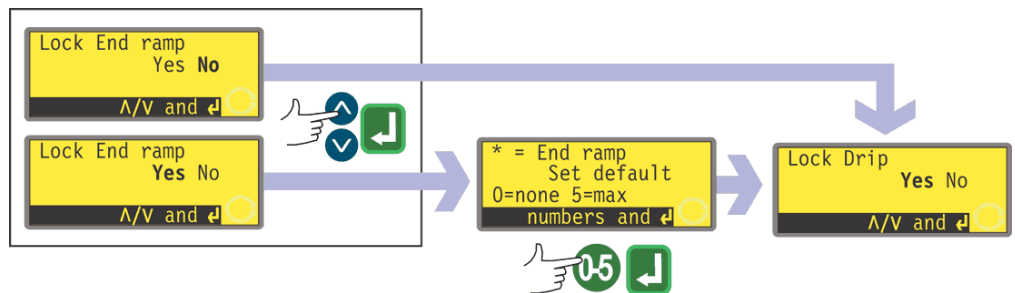 Lock End ramp
Yes No
∧/∨ and ↲
Lock End ramp
Yes No
∧/∨ and ↲
* = End ramp
Set default
0=none 5=max
numbers and ↲
0-5
Lock Drip
Yes No
∧/∨ and ↲